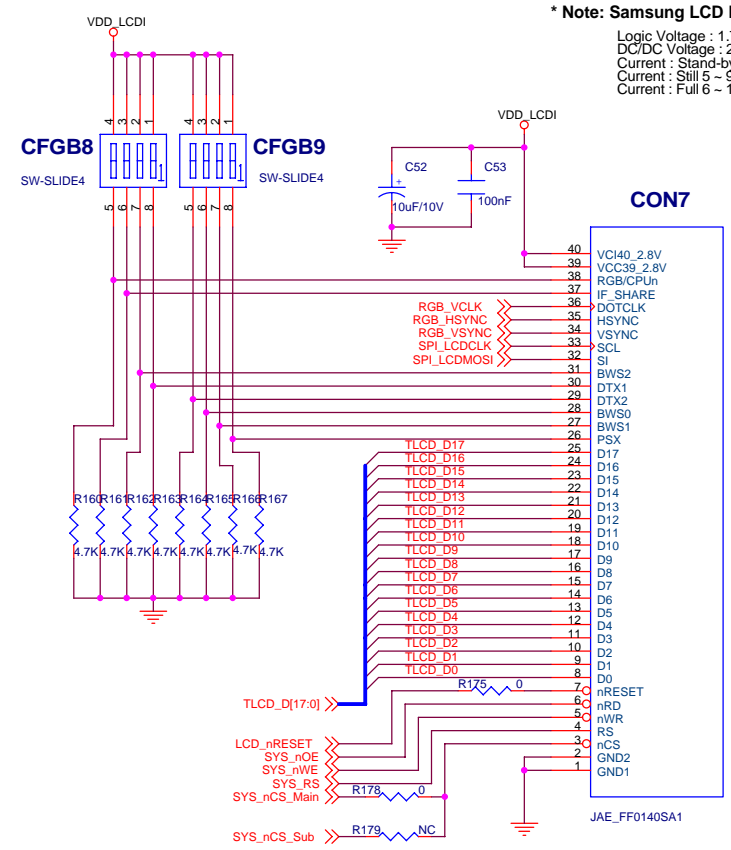 * Note: Samsung LCD
VDD_LCDI
Logic Voltage : 1.
DC/DC Voltage : 2
Current : Stand-by
Current : Still 5 ~ 9
Current : Full 6 ~ 1
4 3 2 1
4 3 2 1
VDD_LCDI
CFGB8
SW-SLIDE4
1
CFGB9
SW-SLIDE4
1
5 6 7 8
5 6 7 8
C52
+
10uF/10V
C53
100nF
CON7
40 VCI40_2.8V
39 VCC39_2.8V
38 RGB/CPUn
37 IF_SHARE
RGB_VCLK 36 DOTCLK
RGB_HSYNC 35 HSYNC
RGB_VSYNC 34 VSYNC
SPI_LCDCLK 33 SCL
SPI_LCDMOSI 32 SI
31 BWS2
30 DTX1
29 DTX2
28 BWS0
27 BWS1
26 PSX
TLCD_D17 25 D17
TLCD_D16 24 D16
TLCD_D15 23 D15
TLCD_D14 22 D14
TLCD_D13 21 D13
TLCD_D12 20 D12
TLCD_D11 19 D11
TLCD_D10 18 D10
TLCD_D9 17 D9
TLCD_D8 16 D8
TLCD_D7 15 D7
TLCD_D6 14 D6
TLCD_D5 13 D5
TLCD_D4 12 D4
TLCD_D3 11 D3
TLCD_D2 10 D2
TLCD_D1 9 D1
TLCD_D0 8 D0
R160 R161 R162 R163 R164 R165 R166 R167
4.7K 4.7K 4.7K 4.7K 4.7K 4.7K 4.7K 4.7K
TLCD_D[17:0]
R175 0 7 nRESET
6 nRD
5 nWR
4 RS
3 nCS
2 GND2
1 GND1
LCD_nRESET
SYS_nOE
SYS_nWE
SYS_RS
SYS_nCS_Main R178 0
SYS_nCS_Sub R179 NC
JAE_FF0140SA1